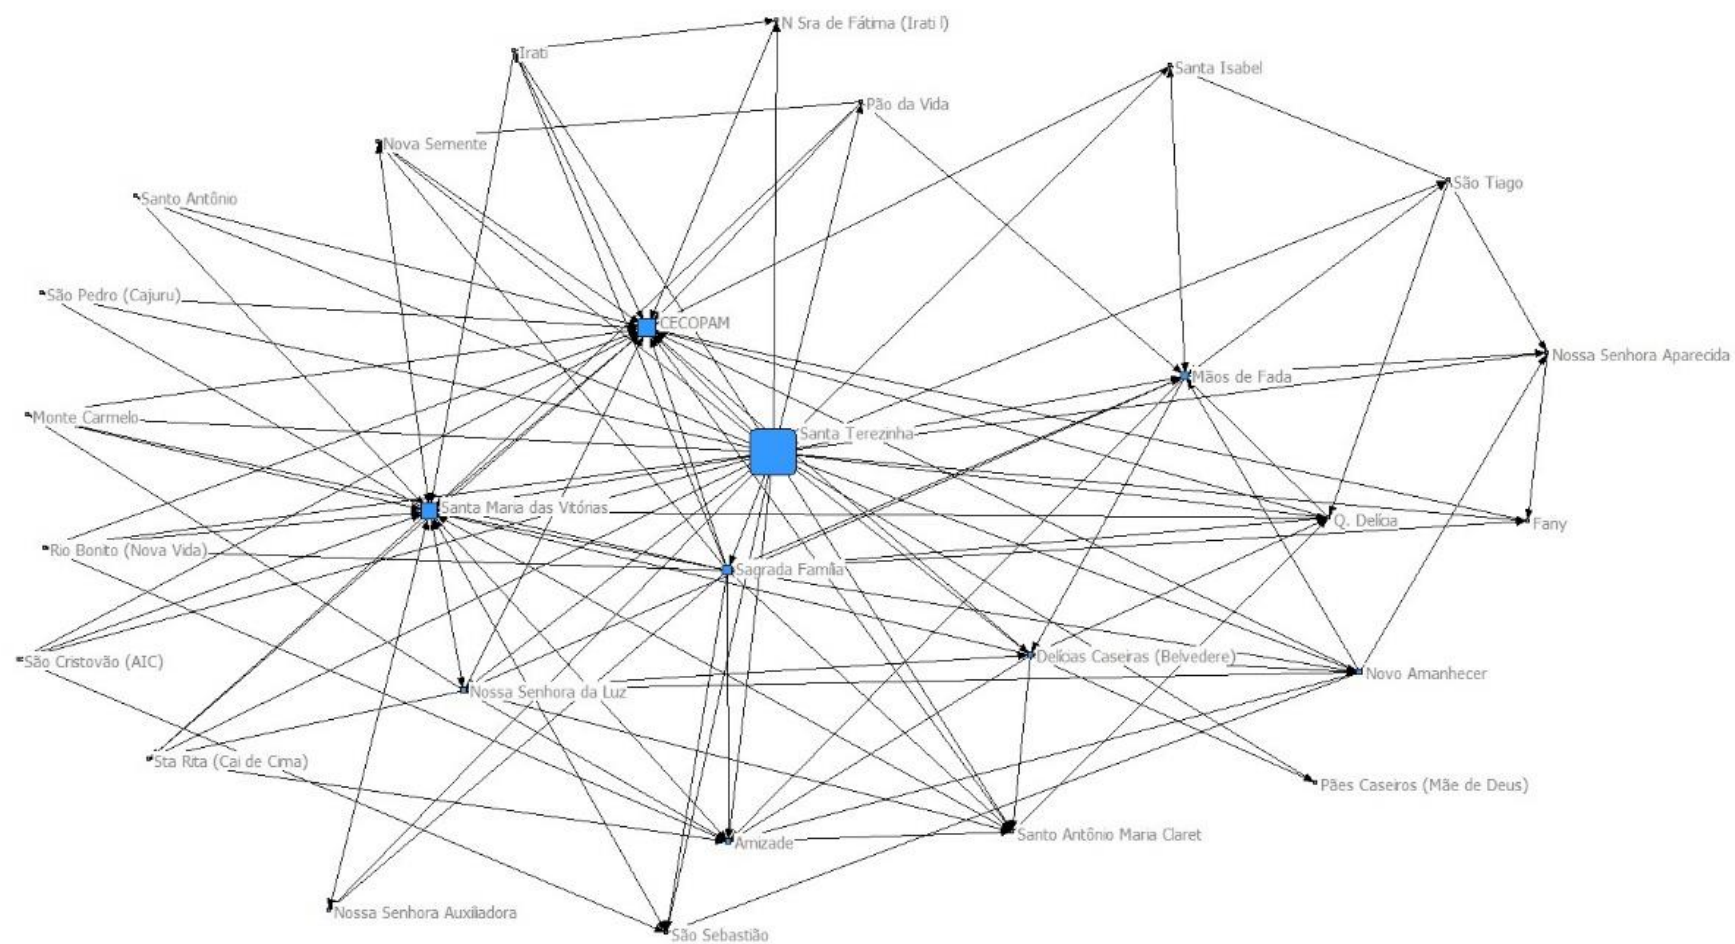 N Sra de Fátima (Irati I)
Irati
Santa Isabel
Pão da Vida
Nova Semente
São Tiago
Santo Antônio
São Pedro (Cajuru)
CECOPAM
Nossa Senhora Aparecida
Mãos de Fada
Monte Carmelo
Santa Terezinha
Santa Maria das Vitórias
Q. Delícia
Fany
Rio Bonito (Nova Vida)
Sagrada Família
São Cristovão (AIC)
Delícias Caseiras (Belvedere)
Novo Amanhecer
Nossa Senhora da Luz
Sta Rita (Cai de Cima)
Pães Caseiros (Mãe de Deus)
Santo Antônio Maria Claret
Amizade
Nossa Senhora Auxiliadora
São Sebastião